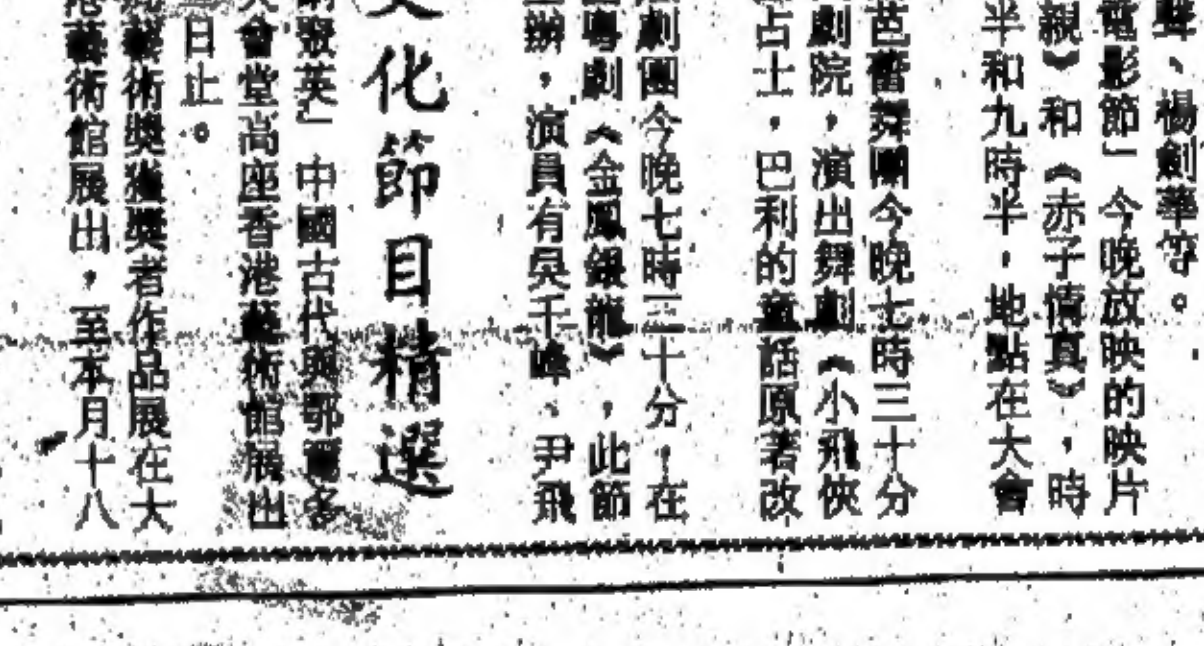 聲、楊劍華等。
電影節」今晚放映的映片
親》和《赤子情真》,時
半和九時半,地點在大會
芭蕾舞團今晚七時三十分
劇院,演出舞劇《小飛俠
占士,巴利的童話原著改
劇團今晚七時三十分,在
粵劇《金鳳銀龍》,此節
辦,演員有吳千峰、尹飛
文化節目精選
聚英」中國古代與鄂爾多
大會堂高座香港藝術館展出
日止。
藝術獎獲獎者作品展在大
港藝術館展出,至本月十八